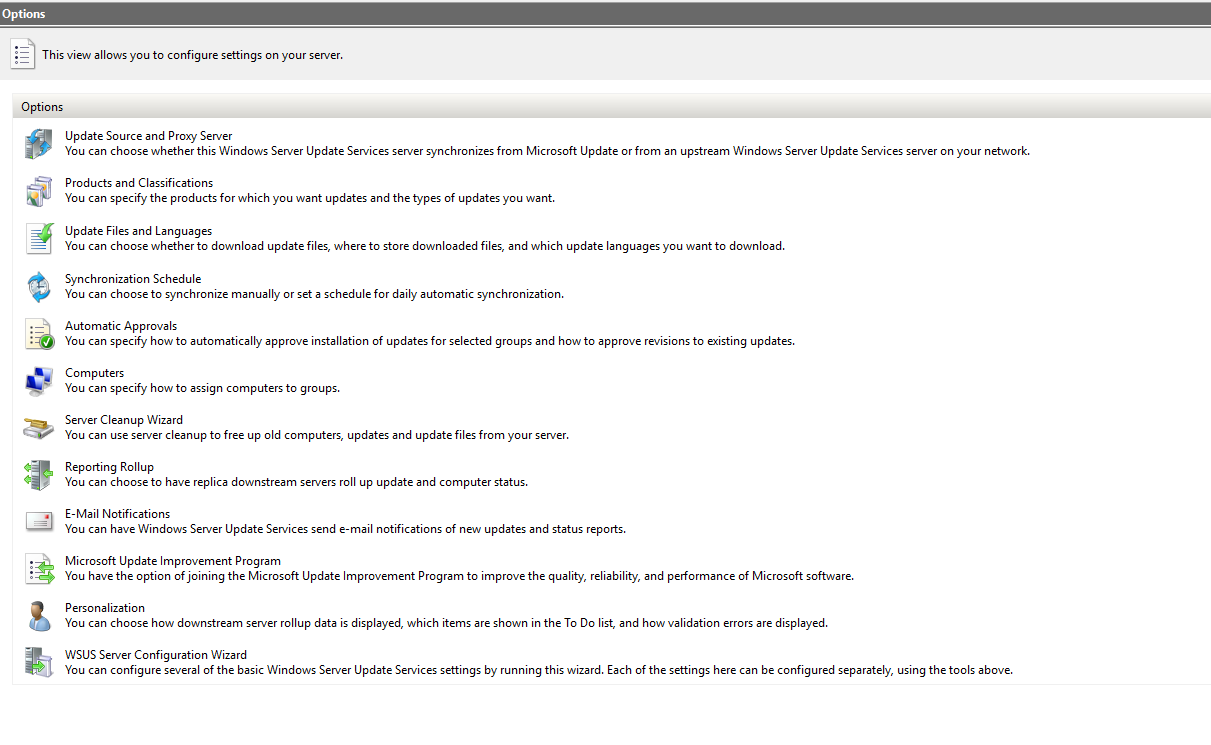 Options
This view allows you to configure settings on your server.
Options
Update Source and Proxy Server
You can choose whether this Windows Server Update Services server synchronizes from Microsoft Update or from an upstream Windows Server Update Services server on your network.
Products and Classifications
You can specify the products for which you want updates and the types of updates you want.
Update Files and Languages
You can choose whether to download update files, where to store downloaded files, and which update languages you want to download.
Synchronization Schedule
You can choose to synchronize manually or set a schedule for daily automatic synchronization.
Automatic Approvals
You can specify how to automatically approve installation of updates for selected groups and how to approve revisions to existing updates.
Computers
You can specify how to assign computers to groups.
Server Cleanup Wizard
You can use server cleanup to free up old computers, updates and update files from your server.
Reporting Rollup
You can choose to have replica downstream servers roll up update and computer status.
E-Mail Notifications
You can have Windows Server Update Services send e-mail notifications of new updates and status reports.
Microsoft Update Improvement Program
You have the option of joining the Microsoft Update Improvement Program to improve the quality, reliability, and performance of Microsoft software.
Personalization
You can choose how downstream server rollup data is displayed, which items are shown in the To Do list, and how validation errors are displayed.
WSUS Server Configuration Wizard
You can configure several of the basic Windows Server Update Services settings by running this wizard. Each of the settings here can be configured separately, using the tools above.